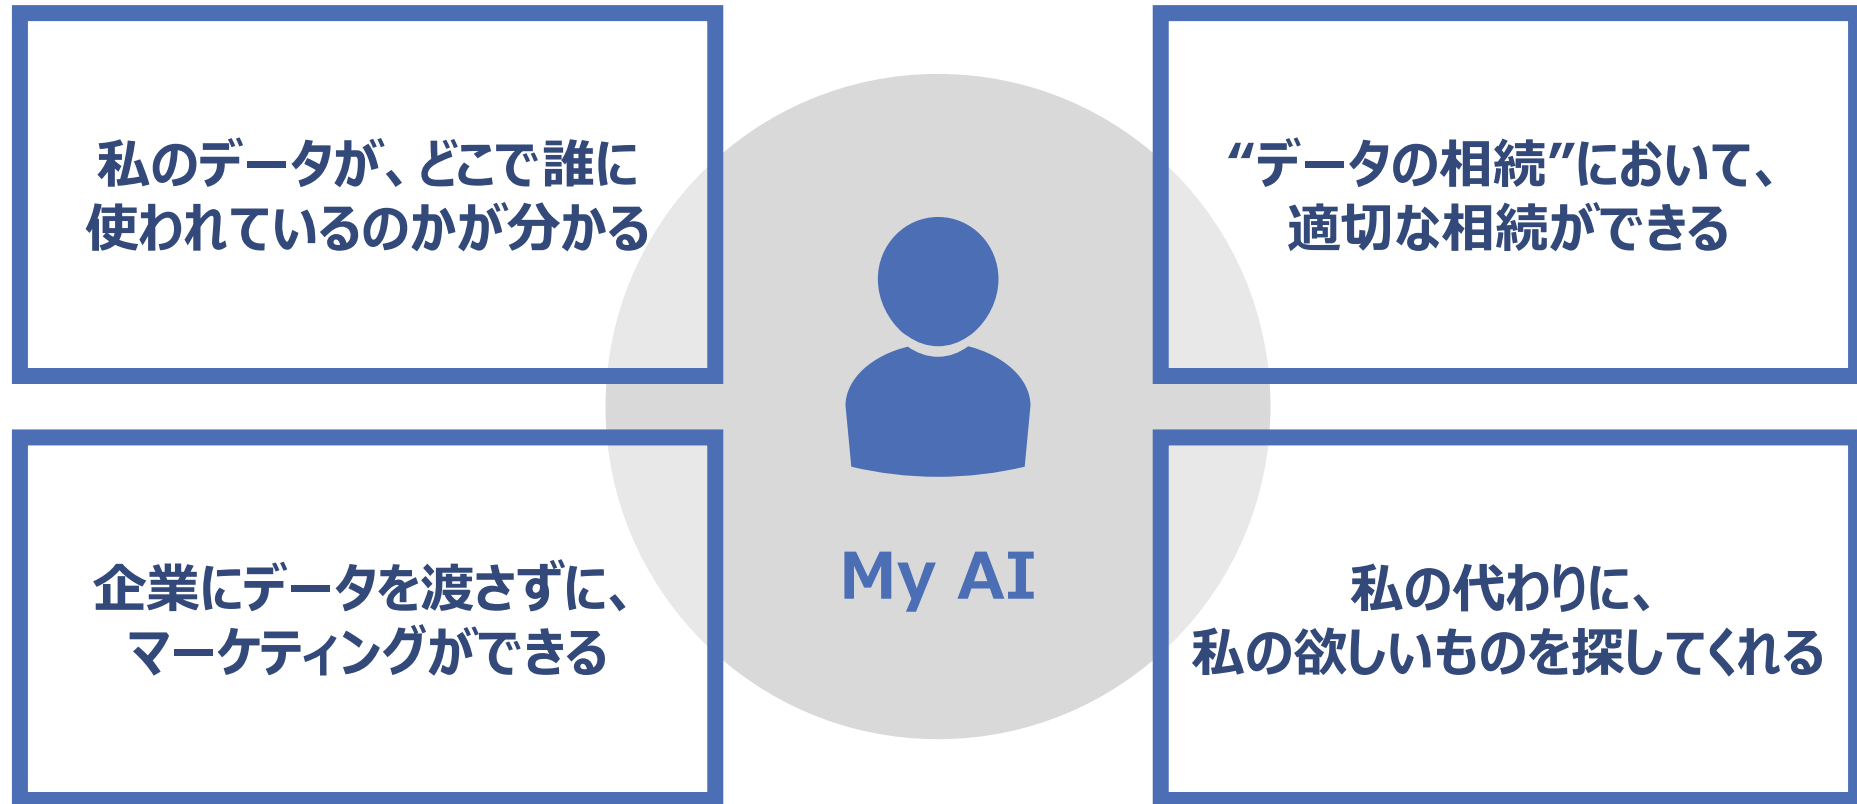 私のデータが、どこで誰に
使われているのかが分かる
“データの相続”において、
適切な相続ができる
My AI
企業にデータを渡さずに、
マーケティングができる
私の代わりに、
私の欲しいものを探してくれる